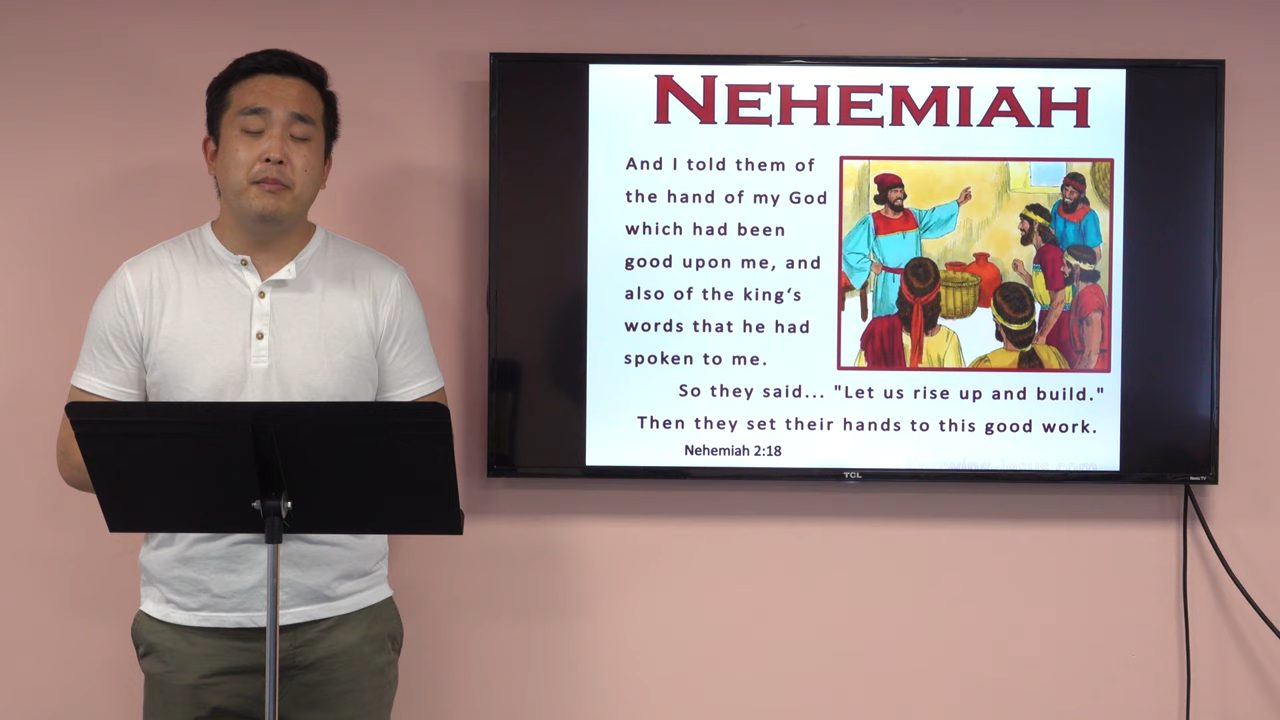 NEHEMIAH
And I told them of
the hand of my God
which had been
good upon me, and
also of the king‘s
words that he had
spoken to me.
So they said... "Let us rise up and build."
Then they set their hands to this good work.
Nehemiah 2:18
TCL
Roku TV